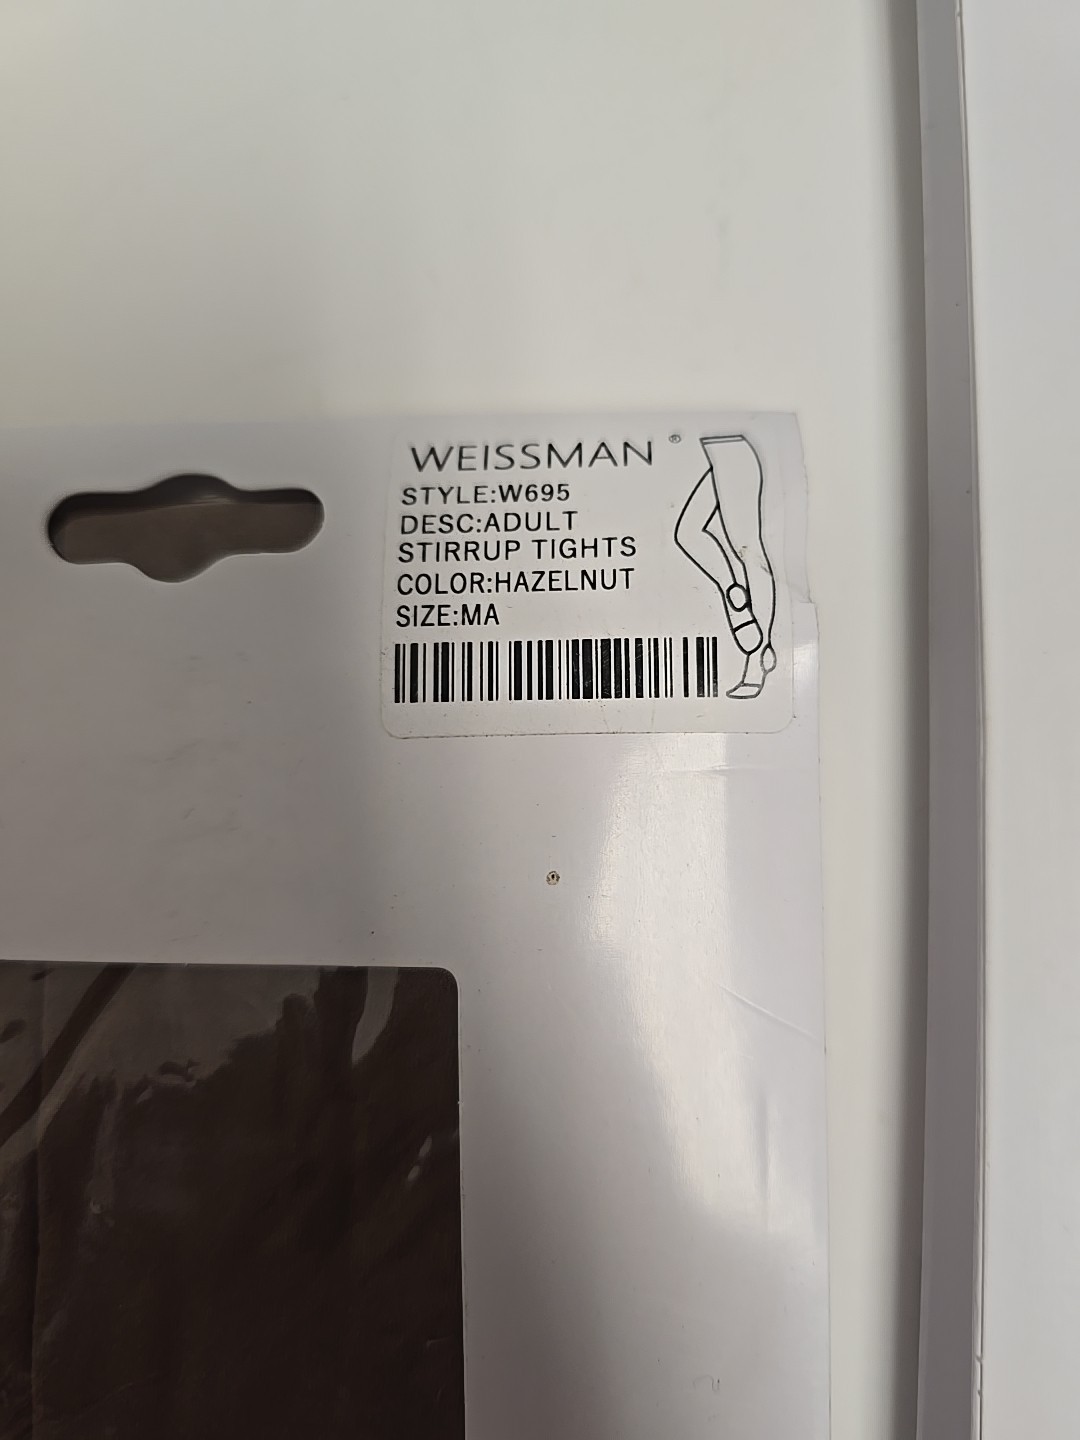 WEISSMAN ®
STYLE:W695
DESC:ADULT
STIRRUP TIGHTS
COLOR:HAZELNUT
SIZE:MA